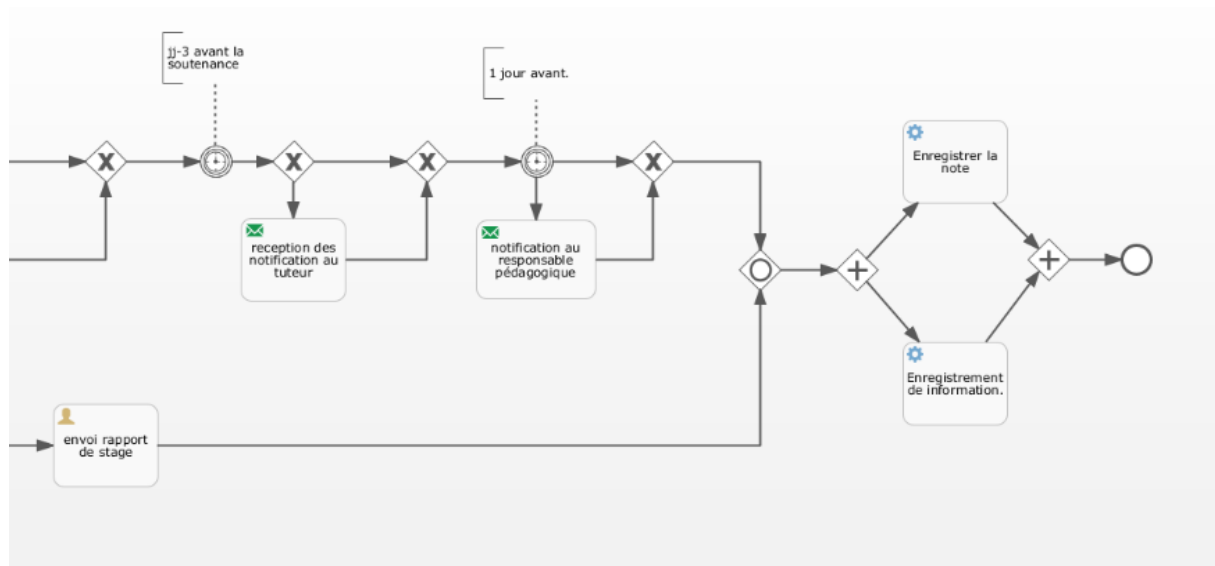 jj-3 avant la
soutenance
1 jour avant.
Enregistrer la
note
reception des
notification au
tuteur
notification au
responsable
pédagogique
Enregistrement
de information.
envoi rapport
de stage